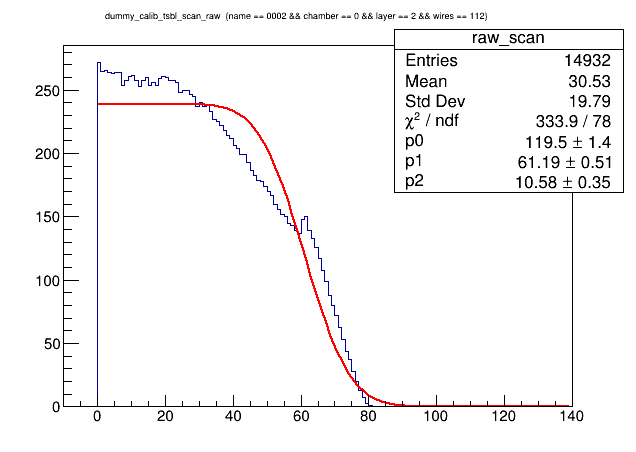 dummy_calib_tsbl_scan_raw (name == 0002 && chamber == 0 && layer == 2 && wires == 112)
raw_scan
Entries 14932
Mean 30.53
Std Dev 19.79
χ² / ndf 333.9 / 78
p0 119.5 ± 1.4
p1 61.19 ± 0.51
p2 10.58 ± 0.35
250
200
150
100
50
0
0 20 40 60 80 100 120 140